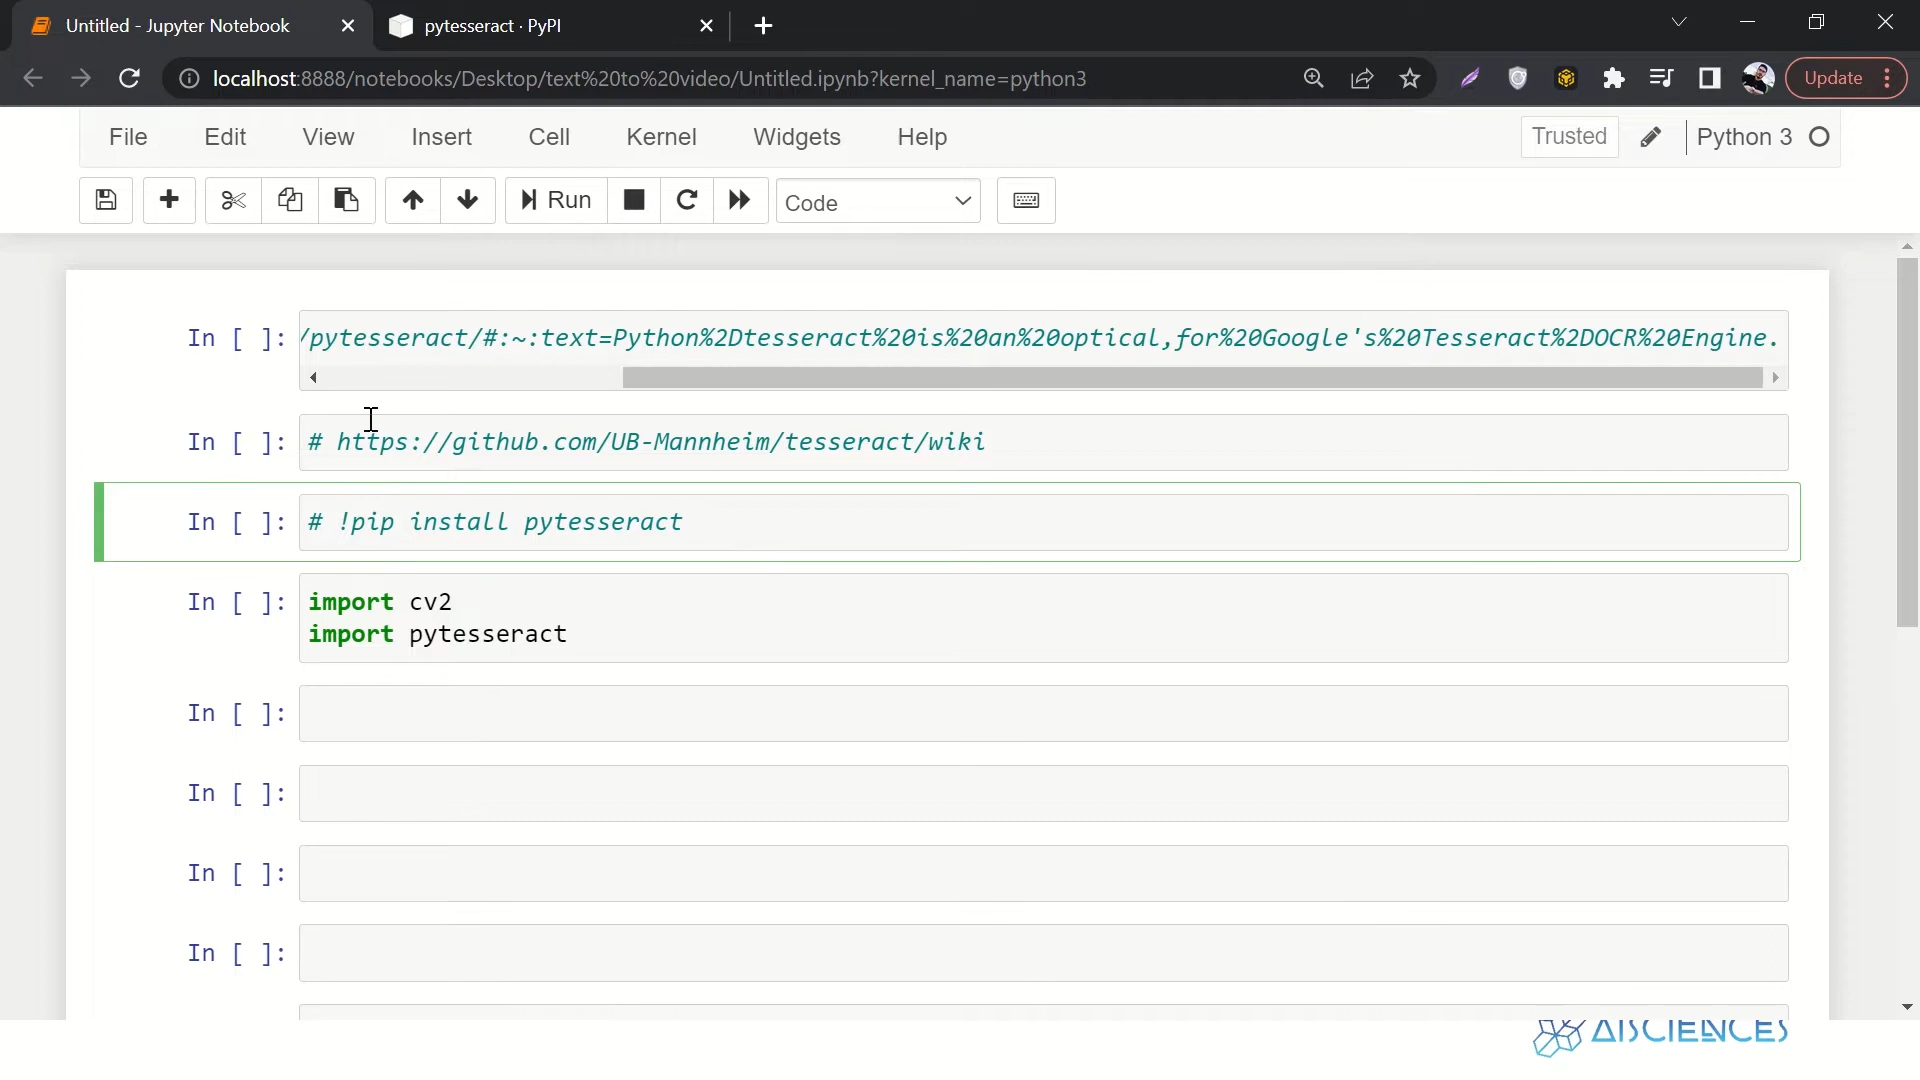 Untitled - Jupyter Notebook
pytesseract · PyPI
localhost:8888/notebooks/Desktop/text%20to%20video/Untitled.ipynb?kernel_name=python3
Update
File Edit View Insert Cell Kernel Widgets Help
Trusted
Python 3
Run
Code
In [ ]: /pytesseract/#:~:text=Python%2Dtesseract%20is%20an%20optical,for%20Google's%20Tesseract%2DOCR%20Engine.
In [ ]: # https://github.com/UB-Mannheim/tesseract/wiki
In [ ]: # !pip install pytesseract
In [ ]: import cv2
import pytesseract
In [ ]:
In [ ]:
In [ ]:
In [ ]:
AISCIENCES